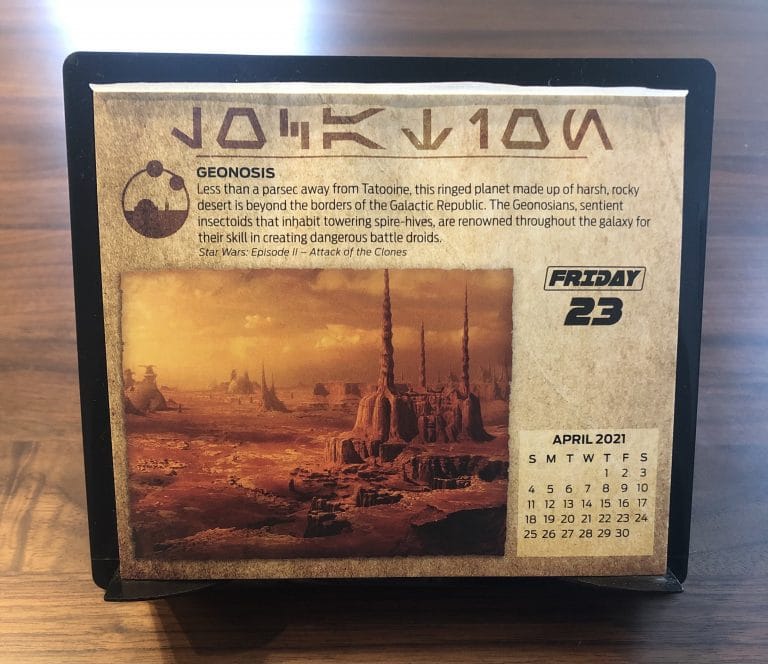 GEONOSIS
Less than a parsec away from Tatooine, this ringed planet made up of harsh, rocky
desert is beyond the borders of the Galactic Republic. The Geonosians, sentient
insectoids that inhabit towering spire-hives, are renowned throughout the galaxy for
their skill in creating dangerous battle droids.
Star Wars: Episode II – Attack of the Clones
FRIDAY
23
APRIL 2021
S M T W T F S
1 2 3
4 5 6 7 8 9 10
11 12 13 14 15 16 17
18 19 20 21 22 23 24
25 26 27 28 29 30